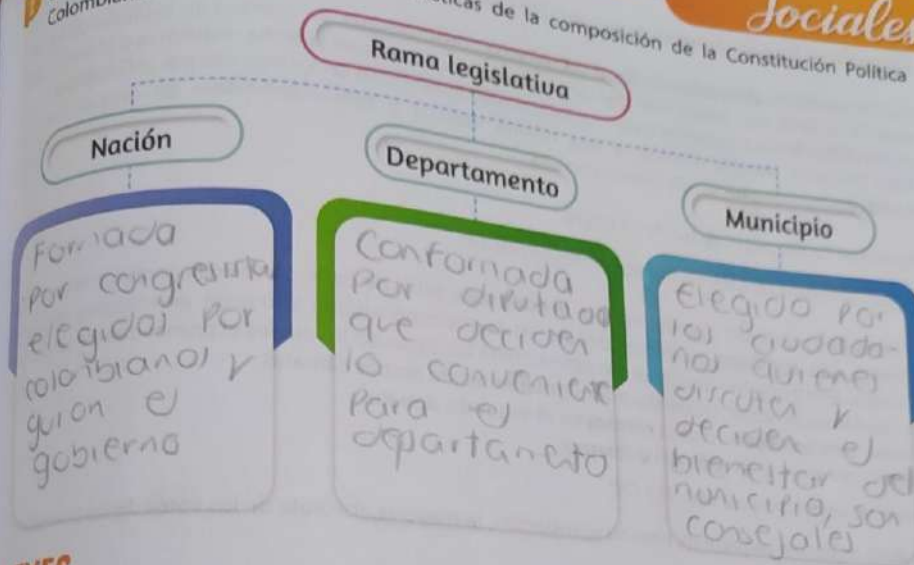 Sociales
de la composición de la Constitución Política
Rama legislativa
Nación
Departamento
Municipio
Formada
por congresista
elegidos por
colombianos y
guion el
gobierno
Conformada
por diputado
que deciden
lo conveniente
para el
departamento
Elegido por
los ciudada-
nos quienes
discuten y
deciden el
bienestar del
municipio, son
consejales